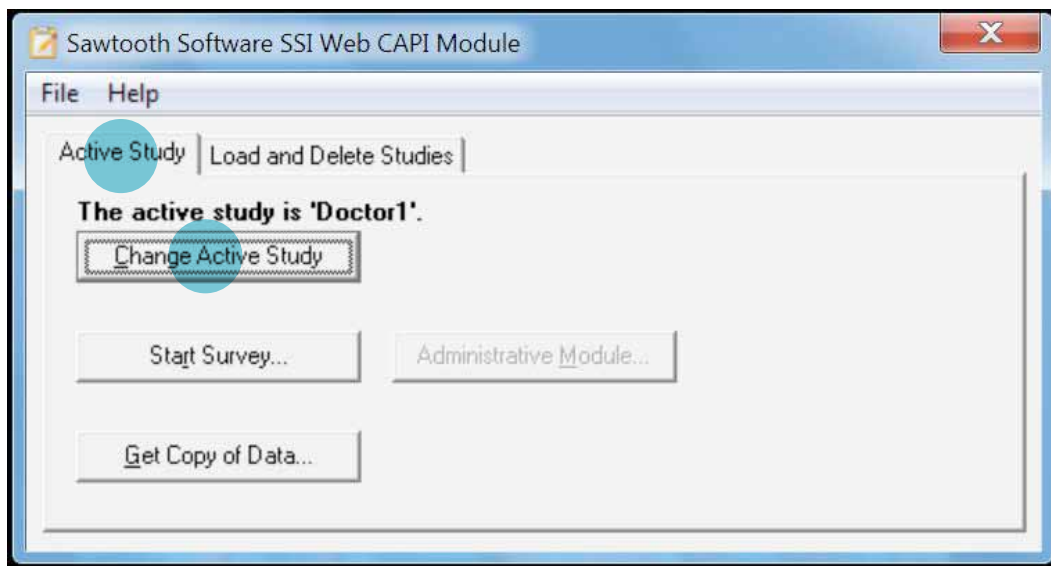 Sawtooth Software SSI Web CAPI Module
File Help
Active Study Load and Delete Studies
The active study is 'Doctor1'.
Change Active Study
Start Survey... Administrative Module...
Get Copy of Data...